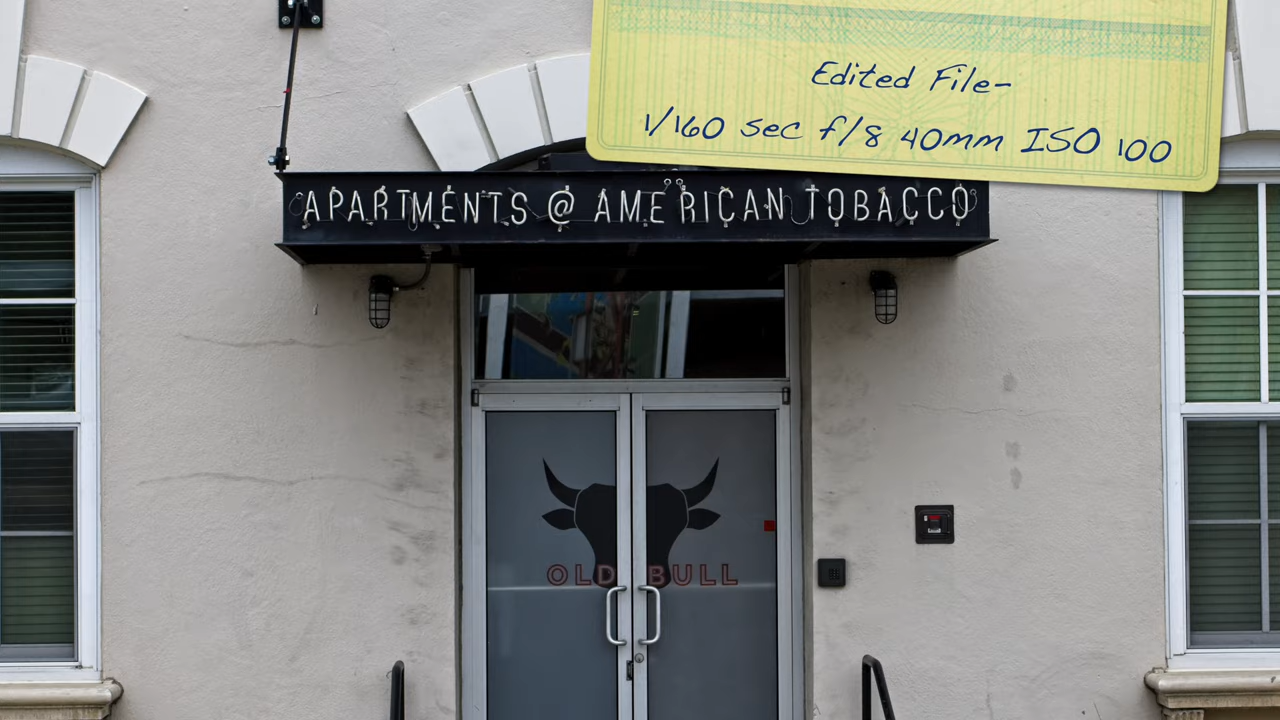 Edited File-
1/160 sec f/8 40mm ISO 100
APARTMENTS @ AMERICAN TOBACCO
OLD BULL